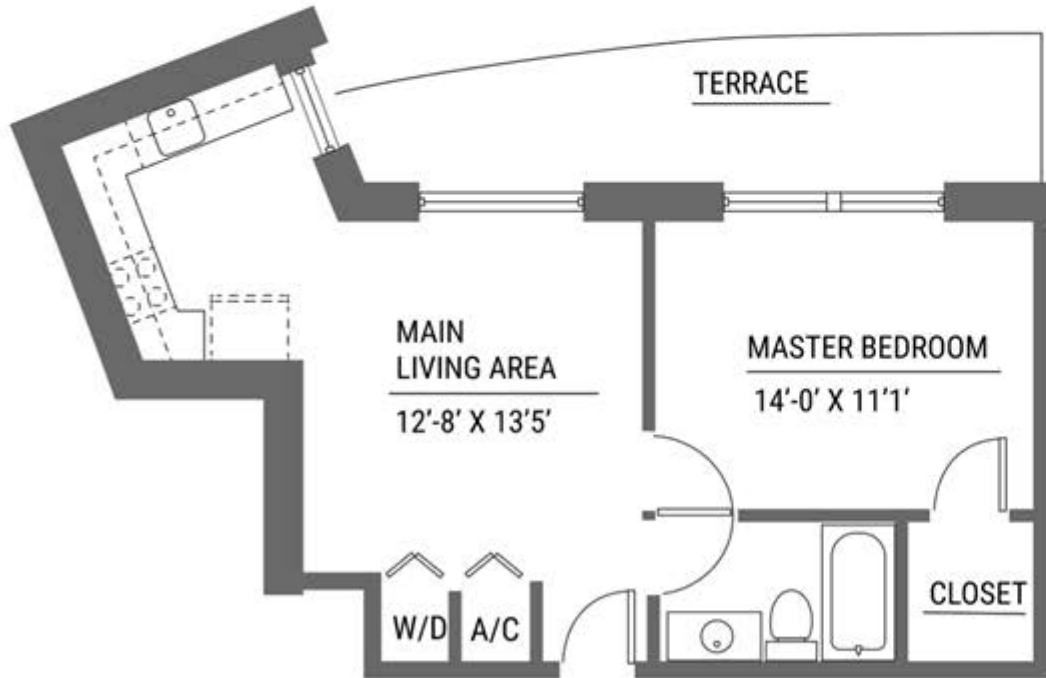 TERRACE
MAIN
LIVING AREA
12'-8' X 13'5'
MASTER BEDROOM
14'-0' X 11'1'
W/D
A/C
CLOSET